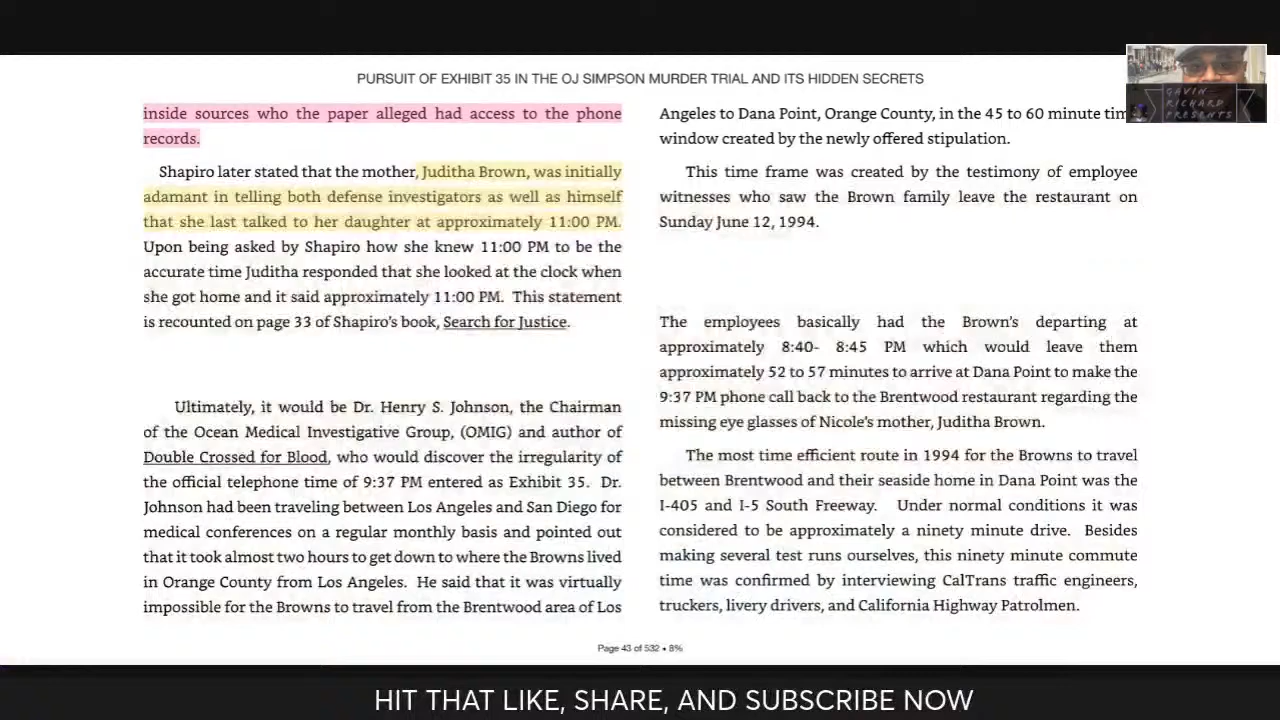 PURSUIT OF EXHIBIT 35 IN THE OJ SIMPSON MURDER TRIAL AND ITS HIDDEN SECRETS
inside sources who the paper alleged had access to the phone
records.
Shapiro later stated that the mother, Juditha Brown, was initially
adamant in telling both defense investigators as well as himself
that she last talked to her daughter at approximately 11:00 PM.
Upon being asked by Shapiro how she knew 11:00 PM to be the
accurate time Juditha responded that she looked at the clock when
she got home and it said approximately 11:00 PM. This statement
is recounted on page 33 of Shapiro's book, Search for Justice.
Ultimately, it would be Dr. Henry S. Johnson, the Chairman
of the Ocean Medical Investigative Group, (OMIG) and author of
Double Crossed for Blood, who would discover the irregularity of
the official telephone time of 9:37 PM entered as Exhibit 35. Dr.
Johnson had been traveling between Los Angeles and San Diego for
medical conferences on a regular monthly basis and pointed out
that it took almost two hours to get down to where the Browns lived
in Orange County from Los Angeles. He said that it was virtually
impossible for the Browns to travel from the Brentwood area of Los
Angeles to Dana Point, Orange County, in the 45 to 60 minute tim
window created by the newly offered stipulation.
This time frame was created by the testimony of employee
witnesses who saw the Brown family leave the restaurant on
Sunday June 12, 1994.
The employees basically had the Brown's departing at
approximately 8:40- 8:45 PM which would leave them
approximately 52 to 57 minutes to arrive at Dana Point to make the
9:37 PM phone call back to the Brentwood restaurant regarding the
missing eye glasses of Nicole's mother, Juditha Brown.
The most time efficient route in 1994 for the Browns to travel
between Brentwood and their seaside home in Dana Point was the
I-405 and I-5 South Freeway. Under normal conditions it was
considered to be approximately a ninety minute drive. Besides
making several test runs ourselves, this ninety minute commute
time was confirmed by interviewing CalTrans traffic engineers,
truckers, livery drivers, and California Highway Patrolmen.
Page 43 of 532 • 8%
GAVIN
RICHARD
PRESENTS
HIT THAT LIKE, SHARE, AND SUBSCRIBE NOW